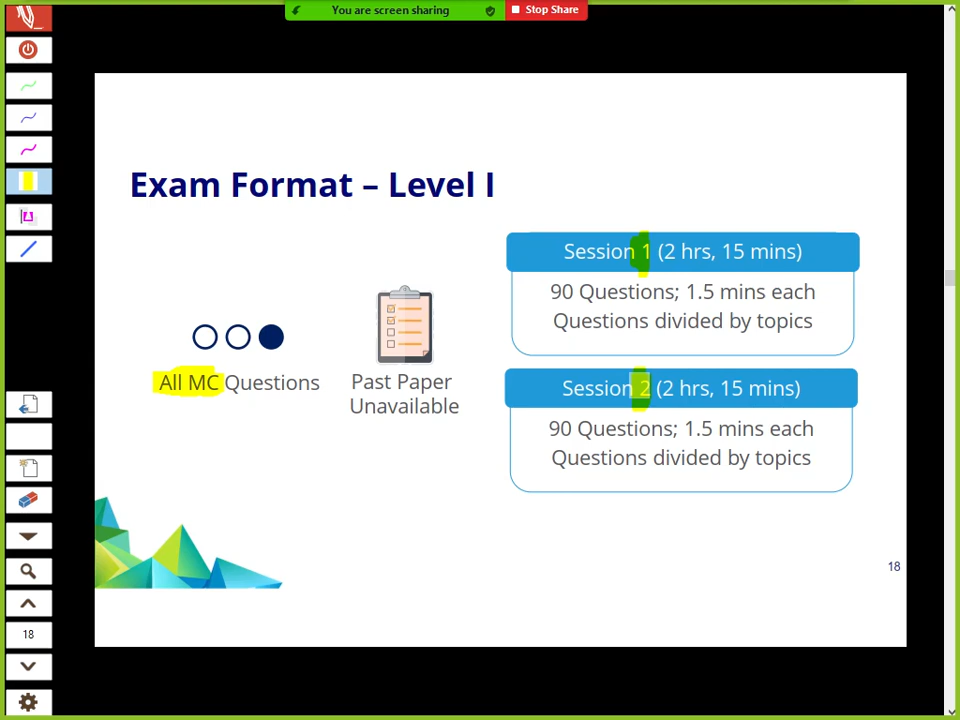 You are screen sharing
Stop Share
Exam Format – Level I
All MC Questions
Past Paper
Unavailable
Session 1 (2 hrs, 15 mins)
90 Questions; 1.5 mins each
Questions divided by topics
Session 2 (2 hrs, 15 mins)
90 Questions; 1.5 mins each
Questions divided by topics
18
18